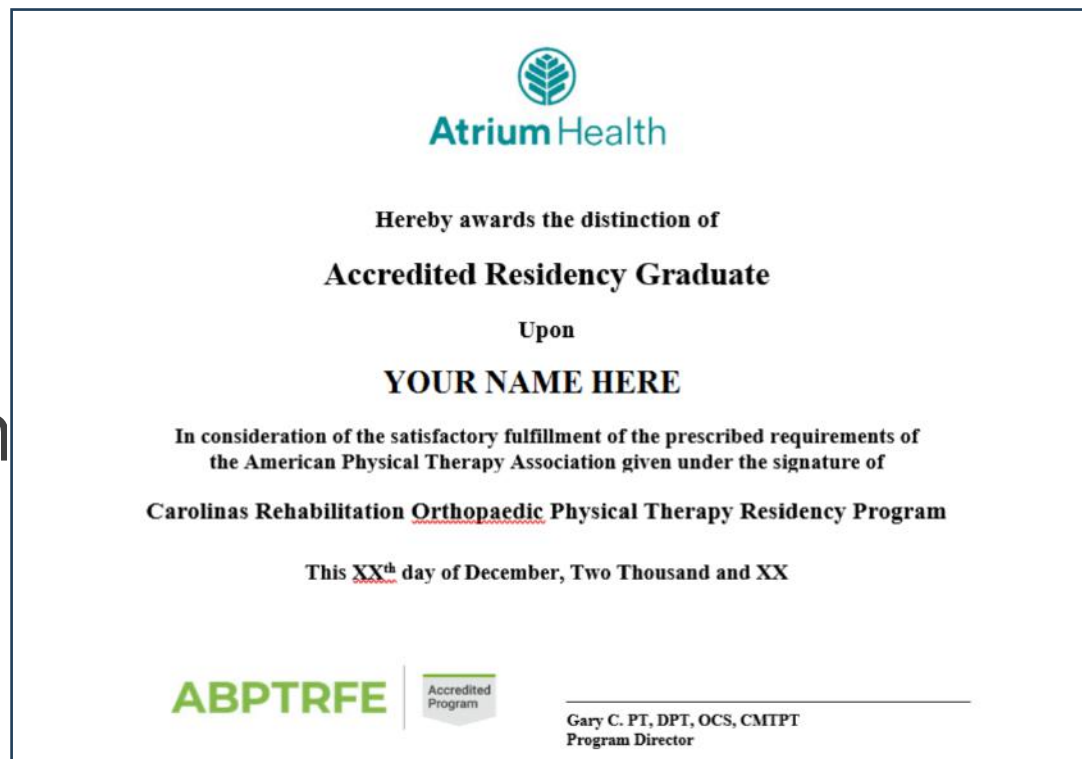 Atrium Health
Hereby awards the distinction of
Accredited Residency Graduate
Upon
YOUR NAME HERE
In consideration of the satisfactory fulfillment of the prescribed requirements of
the American Physical Therapy Association given under the signature of
Carolinas Rehabilitation Orthopaedic Physical Therapy Residency Program
This XXth day of December, Two Thousand and XX
ABPTRFE
Accredited
Program
Gary C. PT, DPT, OCS, CMTPT
Program Director